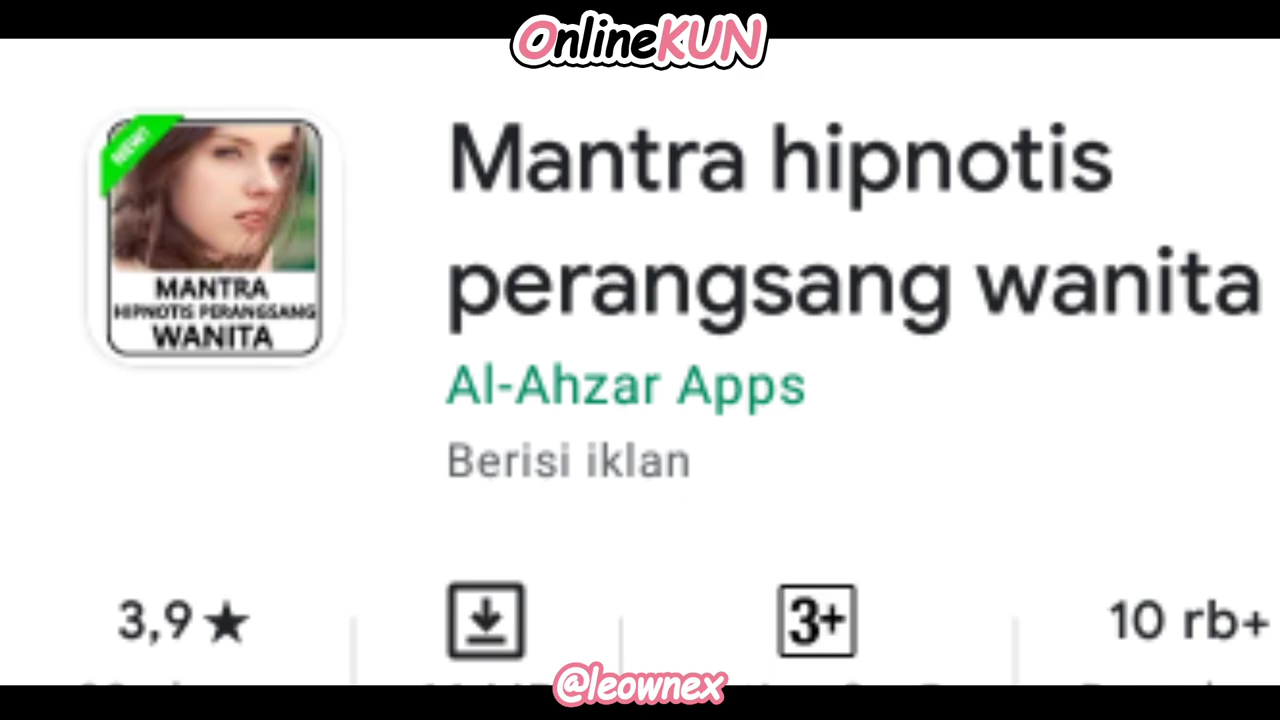 OnlineKUN
NEW!
MANTRA
HIPNOTIS PERANGSANG
WANITA
Mantra hipnotis
perangsang wanita
Al-Ahzar Apps
Berisi iklan
3,9 ★
3+
10 rb+
@leownex